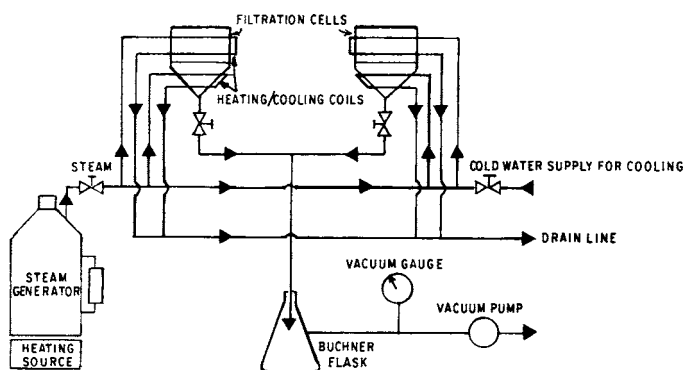 FILTRATION CELLS
HEATING/COOLING COILS
STEAM
COLD WATER SUPPLY FOR COOLING
DRAIN LINE
STEAM
GENERATOR
VACUUM GAUGE
VACUUM PUMP
HEATING
SOURCE
BUCHNER
FLASK